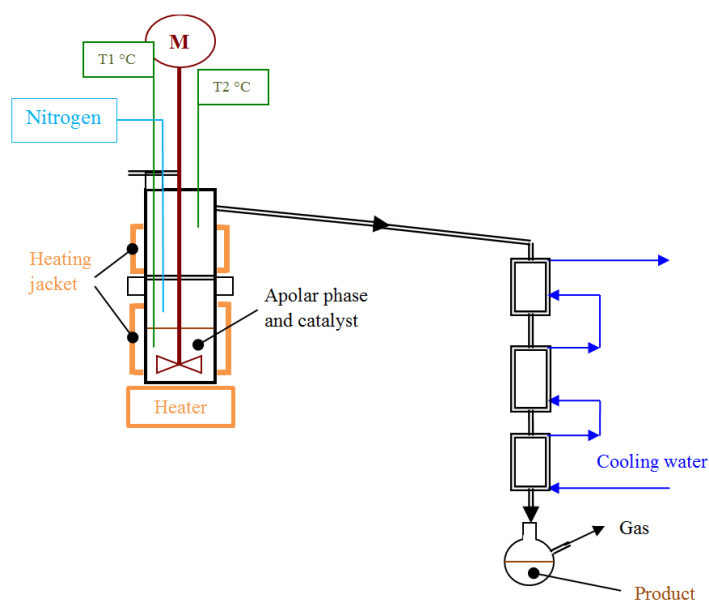 M
T1 °C
T2 °C
Nitrogen
Heating
jacket
Apolar phase
and catalyst
Heater
Cooling water
Gas
Product